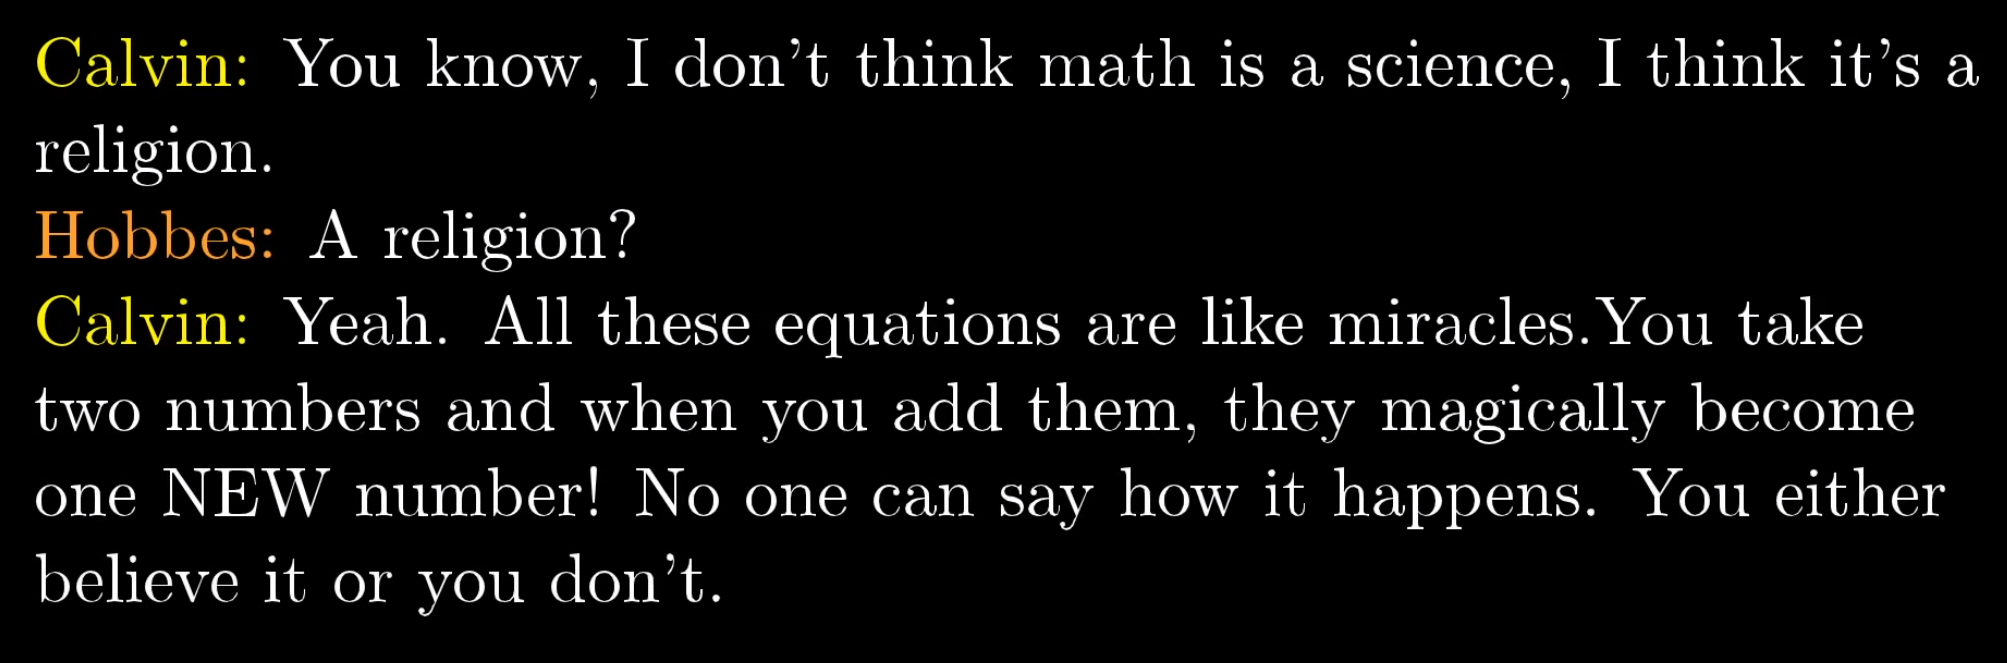 Calvin: You know, I don't think math is a science, I think it's a
religion.
Hobbes: A religion?
Calvin: Yeah. All these equations are like miracles.You take
two numbers and when you add them, they magically become
one NEW number! No one can say how it happens. You either
believe it or you don't.